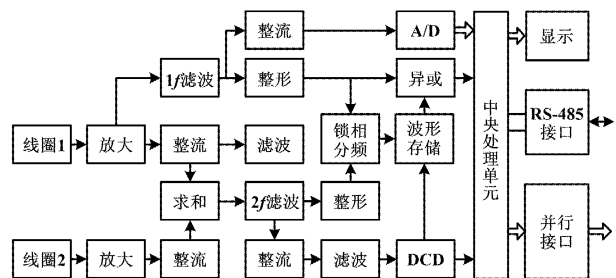 整流
A/D
显示
1f滤波
整形
异或
中央处理单元
RS-485
接口
线圈1
放大
整流
滤波
锁相
分频
波形
存储
求和
2f滤波
整形
并行
接口
线圈2
放大
整流
整流
滤波
DCD